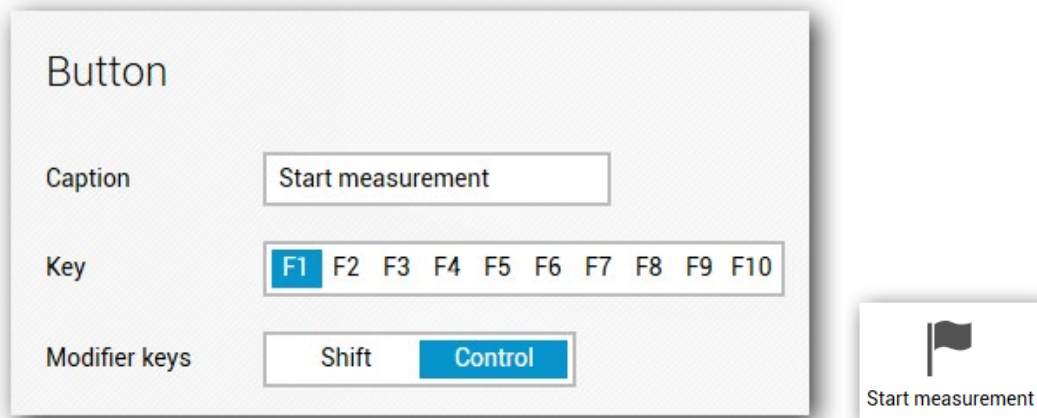 Button
Caption Start measurement
Key F1 F2 F3 F4 F5 F6 F7 F8 F9 F10
Modifier keys Shift Control
Start measurement